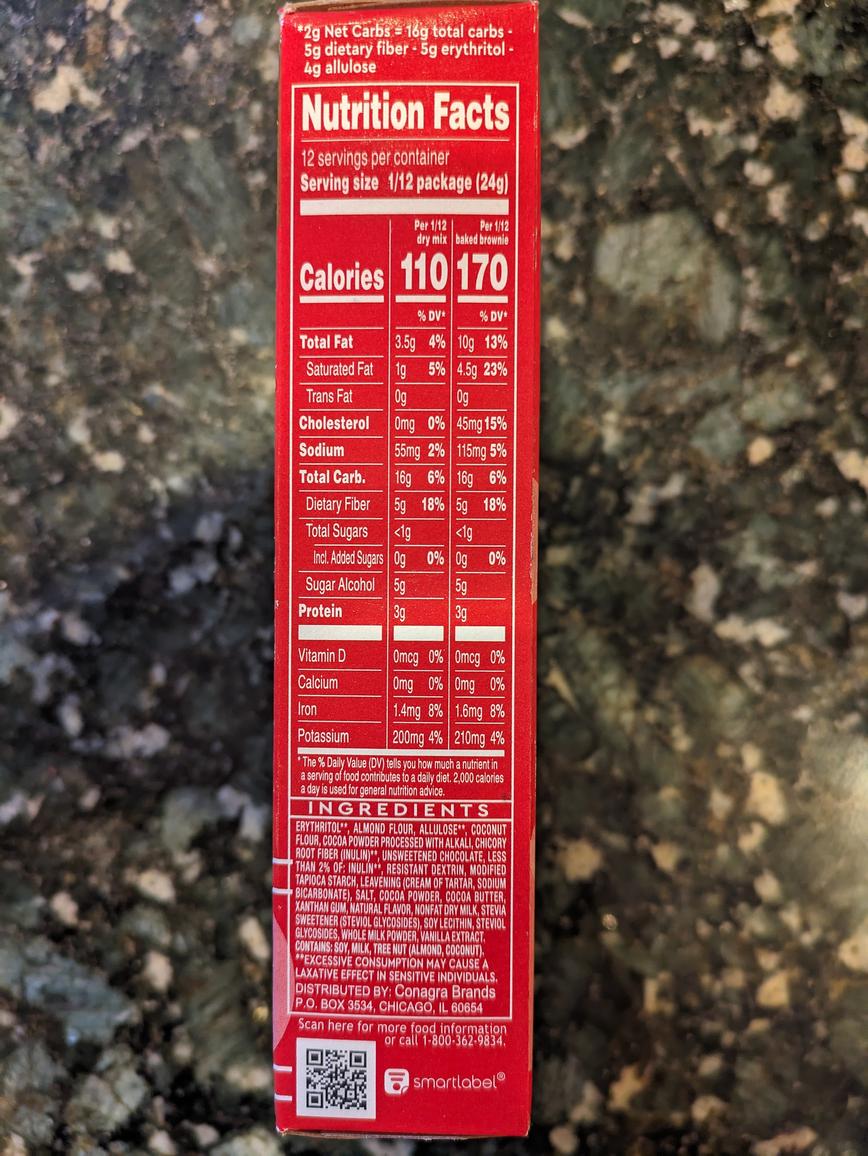 *2g Net Carbs = 16g total carbs -
5g dietary fiber - 5g erythritol -
4g allulose
Nutrition Facts
12 servings per container
Serving size 1/12 package (24g)
Per 1/12 Per 1/12
dry mix baked brownie
Calories 110 170
% DV* % DV*
Total Fat 3.5g 4% 10g 13%
Saturated Fat 1g 5% 4.5g 23%
Trans Fat 0g 0g
Cholesterol 0mg 0% 45mg 15%
Sodium 55mg 2% 115mg 5%
Total Carb. 16g 6% 16g 6%
Dietary Fiber 5g 18% 5g 18%
Total Sugars <1g <1g
Incl. Added Sugars 0g 0% 0g 0%
Sugar Alcohol 5g 5g
Protein 3g 3g
Vitamin D 0mcg 0% 0mcg 0%
Calcium 0mg 0% 0mg 0%
Iron 1.4mg 8% 1.6mg 8%
Potassium 200mg 4% 210mg 4%
* The % Daily Value (DV) tells you how much a nutrient in
a serving of food contributes to a daily diet. 2,000 calories
a day is used for general nutrition advice.
INGREDIENTS
ERYTHRITOL**, ALMOND FLOUR, ALLULOSE**, COCONUT
FLOUR, COCOA POWDER PROCESSED WITH ALKALI, CHICORY
ROOT FIBER (INULIN)**, UNSWEETENED CHOCOLATE, LESS
THAN 2% OF: INULIN**, RESISTANT DEXTRIN, MODIFIED
TAPIOCA STARCH, LEAVENING (CREAM OF TARTAR, SODIUM
BICARBONATE), SALT, COCOA POWDER, COCOA BUTTER,
XANTHAN GUM, NATURAL FLAVOR, NONFAT DRY MILK, STEVIA
SWEETENER (STEVIOL GLYCOSIDES), SOY LECITHIN, STEVIOL
GLYCOSIDES, WHOLE MILK POWDER, VANILLA EXTRACT.
CONTAINS: SOY, MILK, TREE NUT (ALMOND, COCONUT).
**EXCESSIVE CONSUMPTION MAY CAUSE A
LAXATIVE EFFECT IN SENSITIVE INDIVIDUALS.
DISTRIBUTED BY: Conagra Brands
P.O. BOX 3534, CHICAGO, IL 60654
Scan here for more food information
or call 1-800-362-9834.
smartlabel®